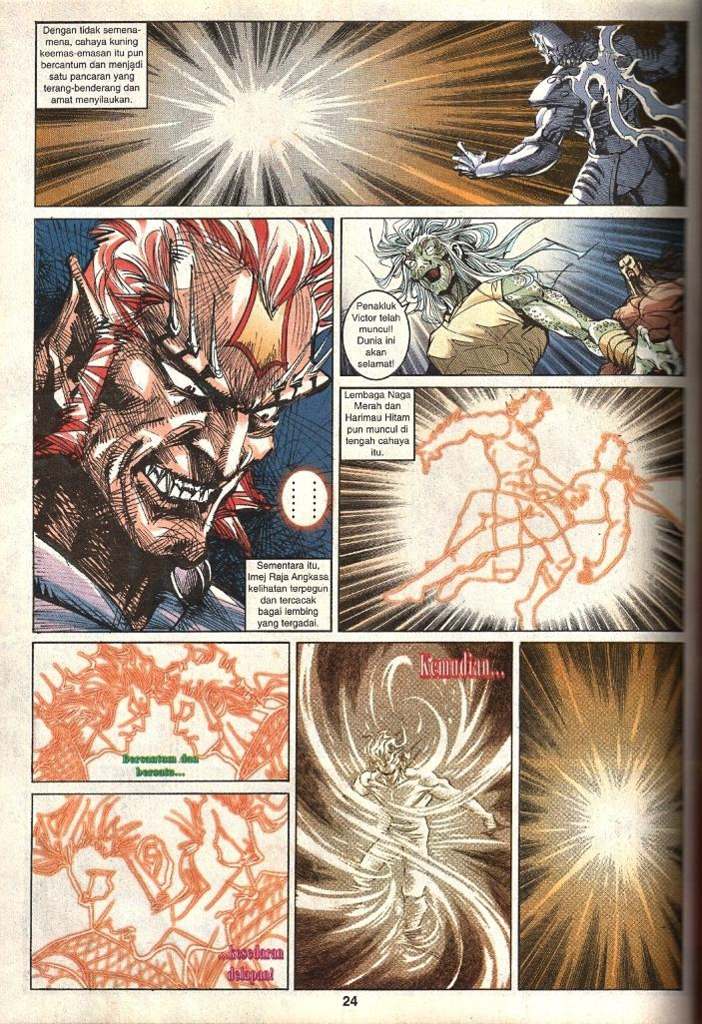 Dengan tidak semena-
mena, cahaya kuning
keemas-emasan itu pun
bercantum dan menjadi
satu pancaran yang
terang-benderang dan
amat menyilaukan.
Penakluk
Victor telah
muncul!
Dunia ini
akan
selamat!
Lembaga Naga
Merah dan
Harimau Hitam
pun muncul di
tengah cahaya
itu.
Sementara itu,
Imej Raja Angkasa
kelihatan terpegun
dan tercacak
bagai lembing
yang tergadai.
Bercantum dan
bersatu...
...kesedaran
delapan!
Kemudian...
24